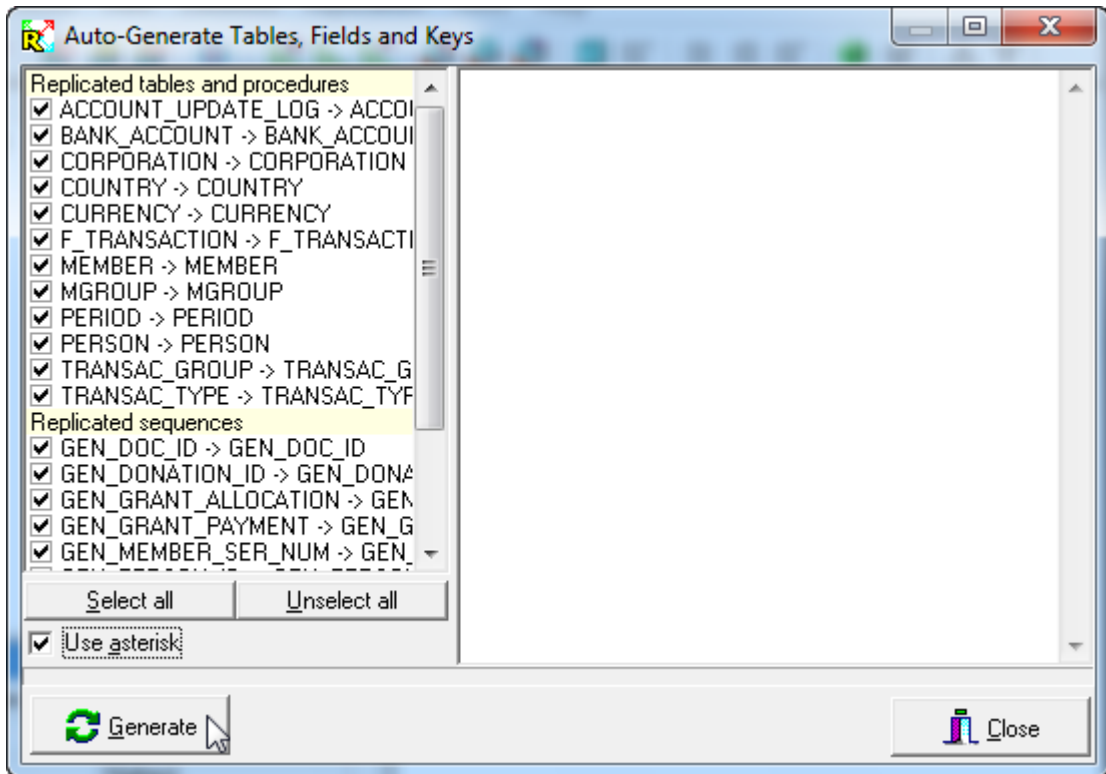 Auto-Generate Tables, Fields and Keys
Replicated tables and procedures
ACCOUNT_UPDATE_LOG -> ACCOU
BANK_ACCOUNT -> BANK_ACCOUI
CORPORATION -> CORPORATION
COUNTRY -> COUNTRY
CURRENCY -> CURRENCY
F_TRANSACTION -> F_TRANSACTI
MEMBER -> MEMBER
MGROUP -> MGROUP
PERIOD -> PERIOD
PERSON -> PERSON
TRANSAC_GROUP -> TRANSAC_G
TRANSAC_TYPE -> TRANSAC_TYP
Replicated sequences
GEN_DOC_ID -> GEN_DOC_ID
GEN_DONATION_ID -> GEN_DONA
GEN_GRANT_ALLOCATION -> GEN
GEN_GRANT_PAYMENT -> GEN_G
GEN_MEMBER_SER_NUM -> GEN_
Select all
Unselect all
Use asterisk
Generate
Close